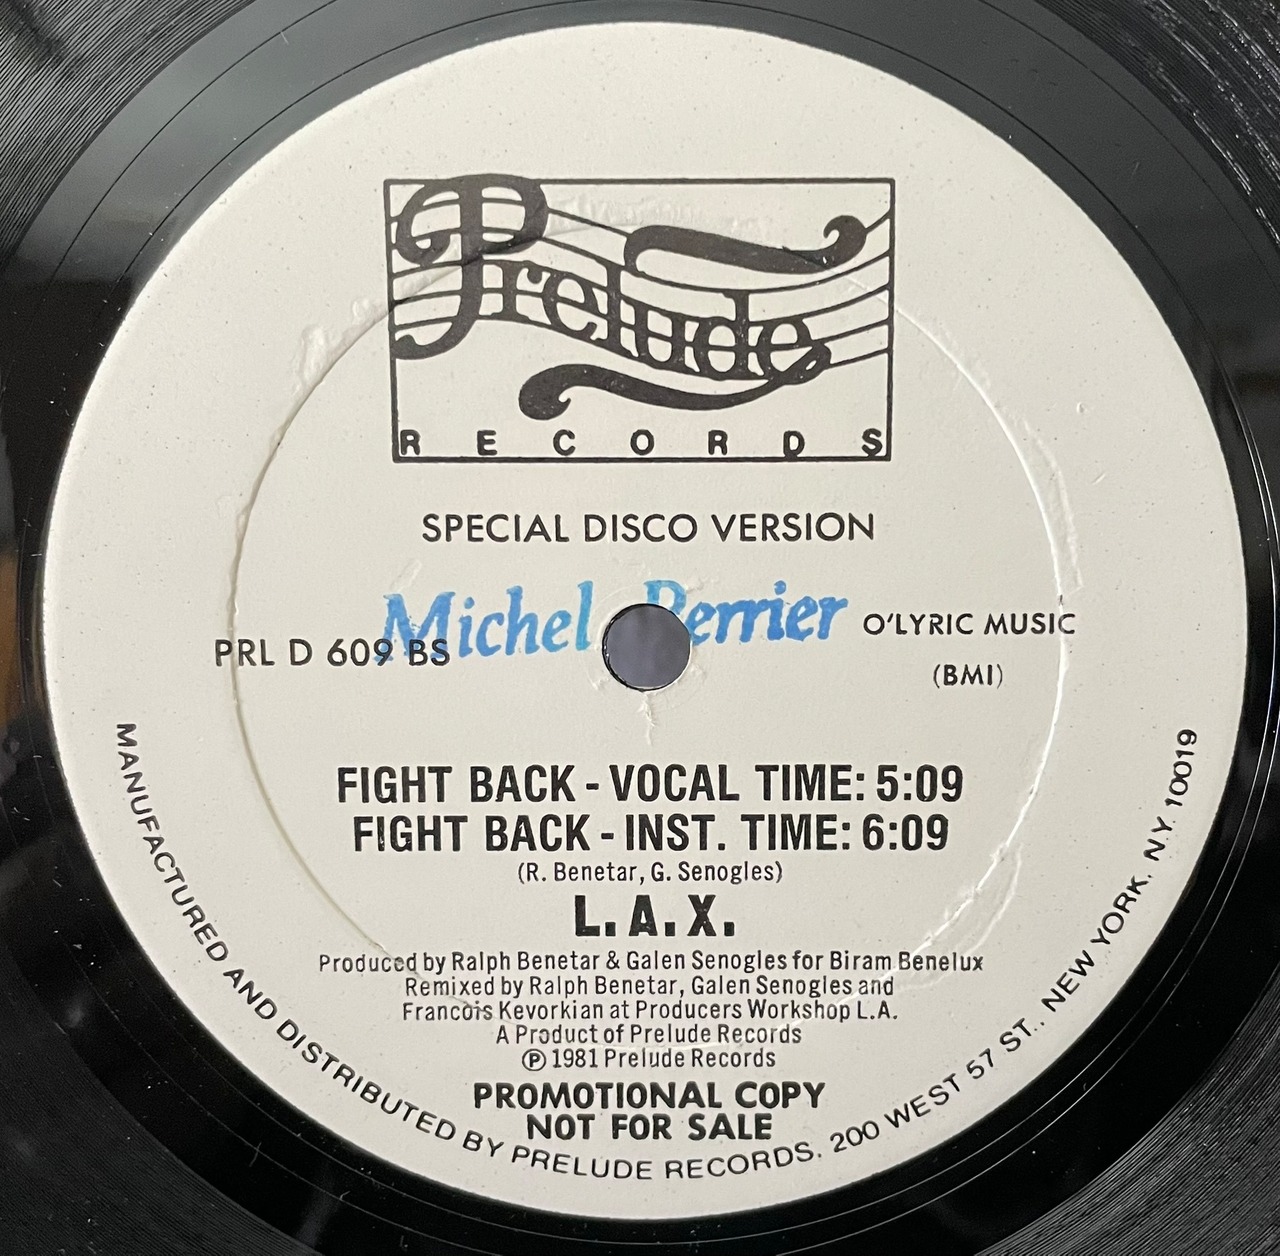 Prelude
RECORDS
SPECIAL DISCO VERSION
Michel Perrier
O'LYRIC MUSIC
(BMI)
PRL D 609 BS
FIGHT BACK - VOCAL TIME: 5:09
FIGHT BACK - INST. TIME: 6:09
(R. Benetar, G. Senogles)
L.A.X.
Produced by Ralph Benetar & Galen Senogles for Biram Benelux
Remixed by Ralph Benetar, Galen Senogles and
Francois Kevorkian at Producers Workshop L.A.
A Product of Prelude Records
℗ 1981 Prelude Records
PROMOTIONAL COPY
NOT FOR SALE
MANUFACTURED AND DISTRIBUTED BY PRELUDE RECORDS. 200 WEST 57 ST., NEW YORK, N.Y. 10019